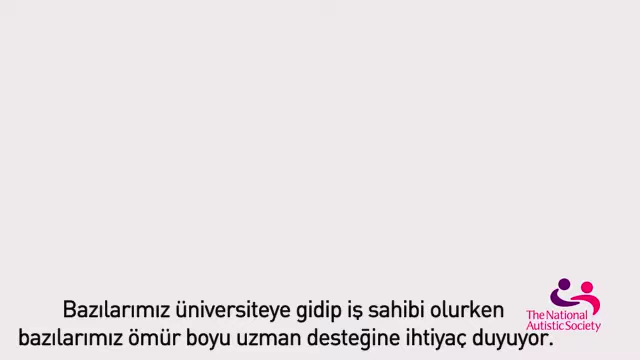 Bazılarımız üniversiteye gidip iş sahibi olurken
bazılarımız ömür boyu uzman desteğine ihtiyaç duyuyor.
The National
Autistic Society